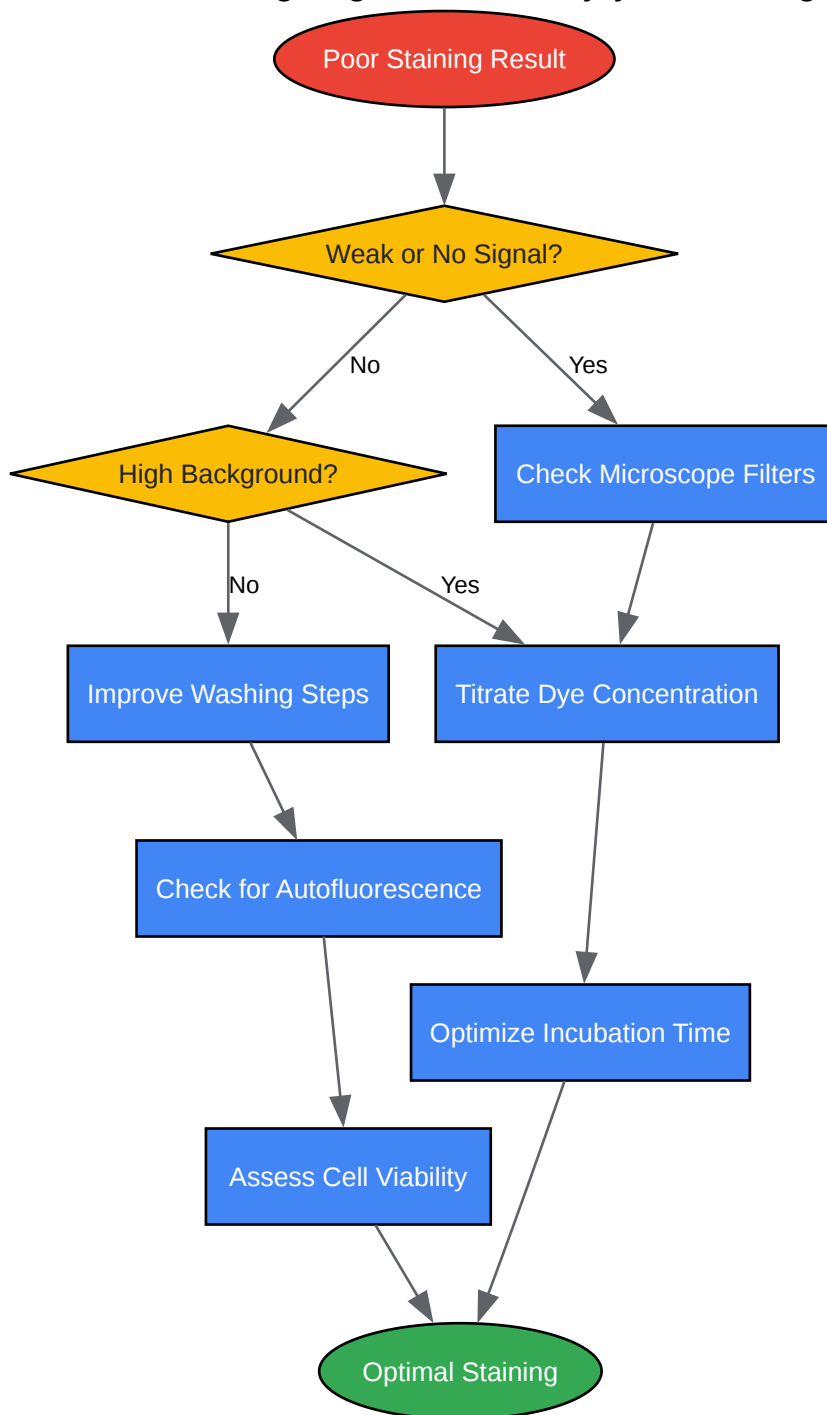 Poor Staining Result
Weak or No Signal?
No
Yes
High Background?
Check Microscope Filters
No
Yes
Improve Washing Steps
Titrate Dye Concentration
Check for Autofluorescence
Optimize Incubation Time
Assess Cell Viability
Optimal Staining